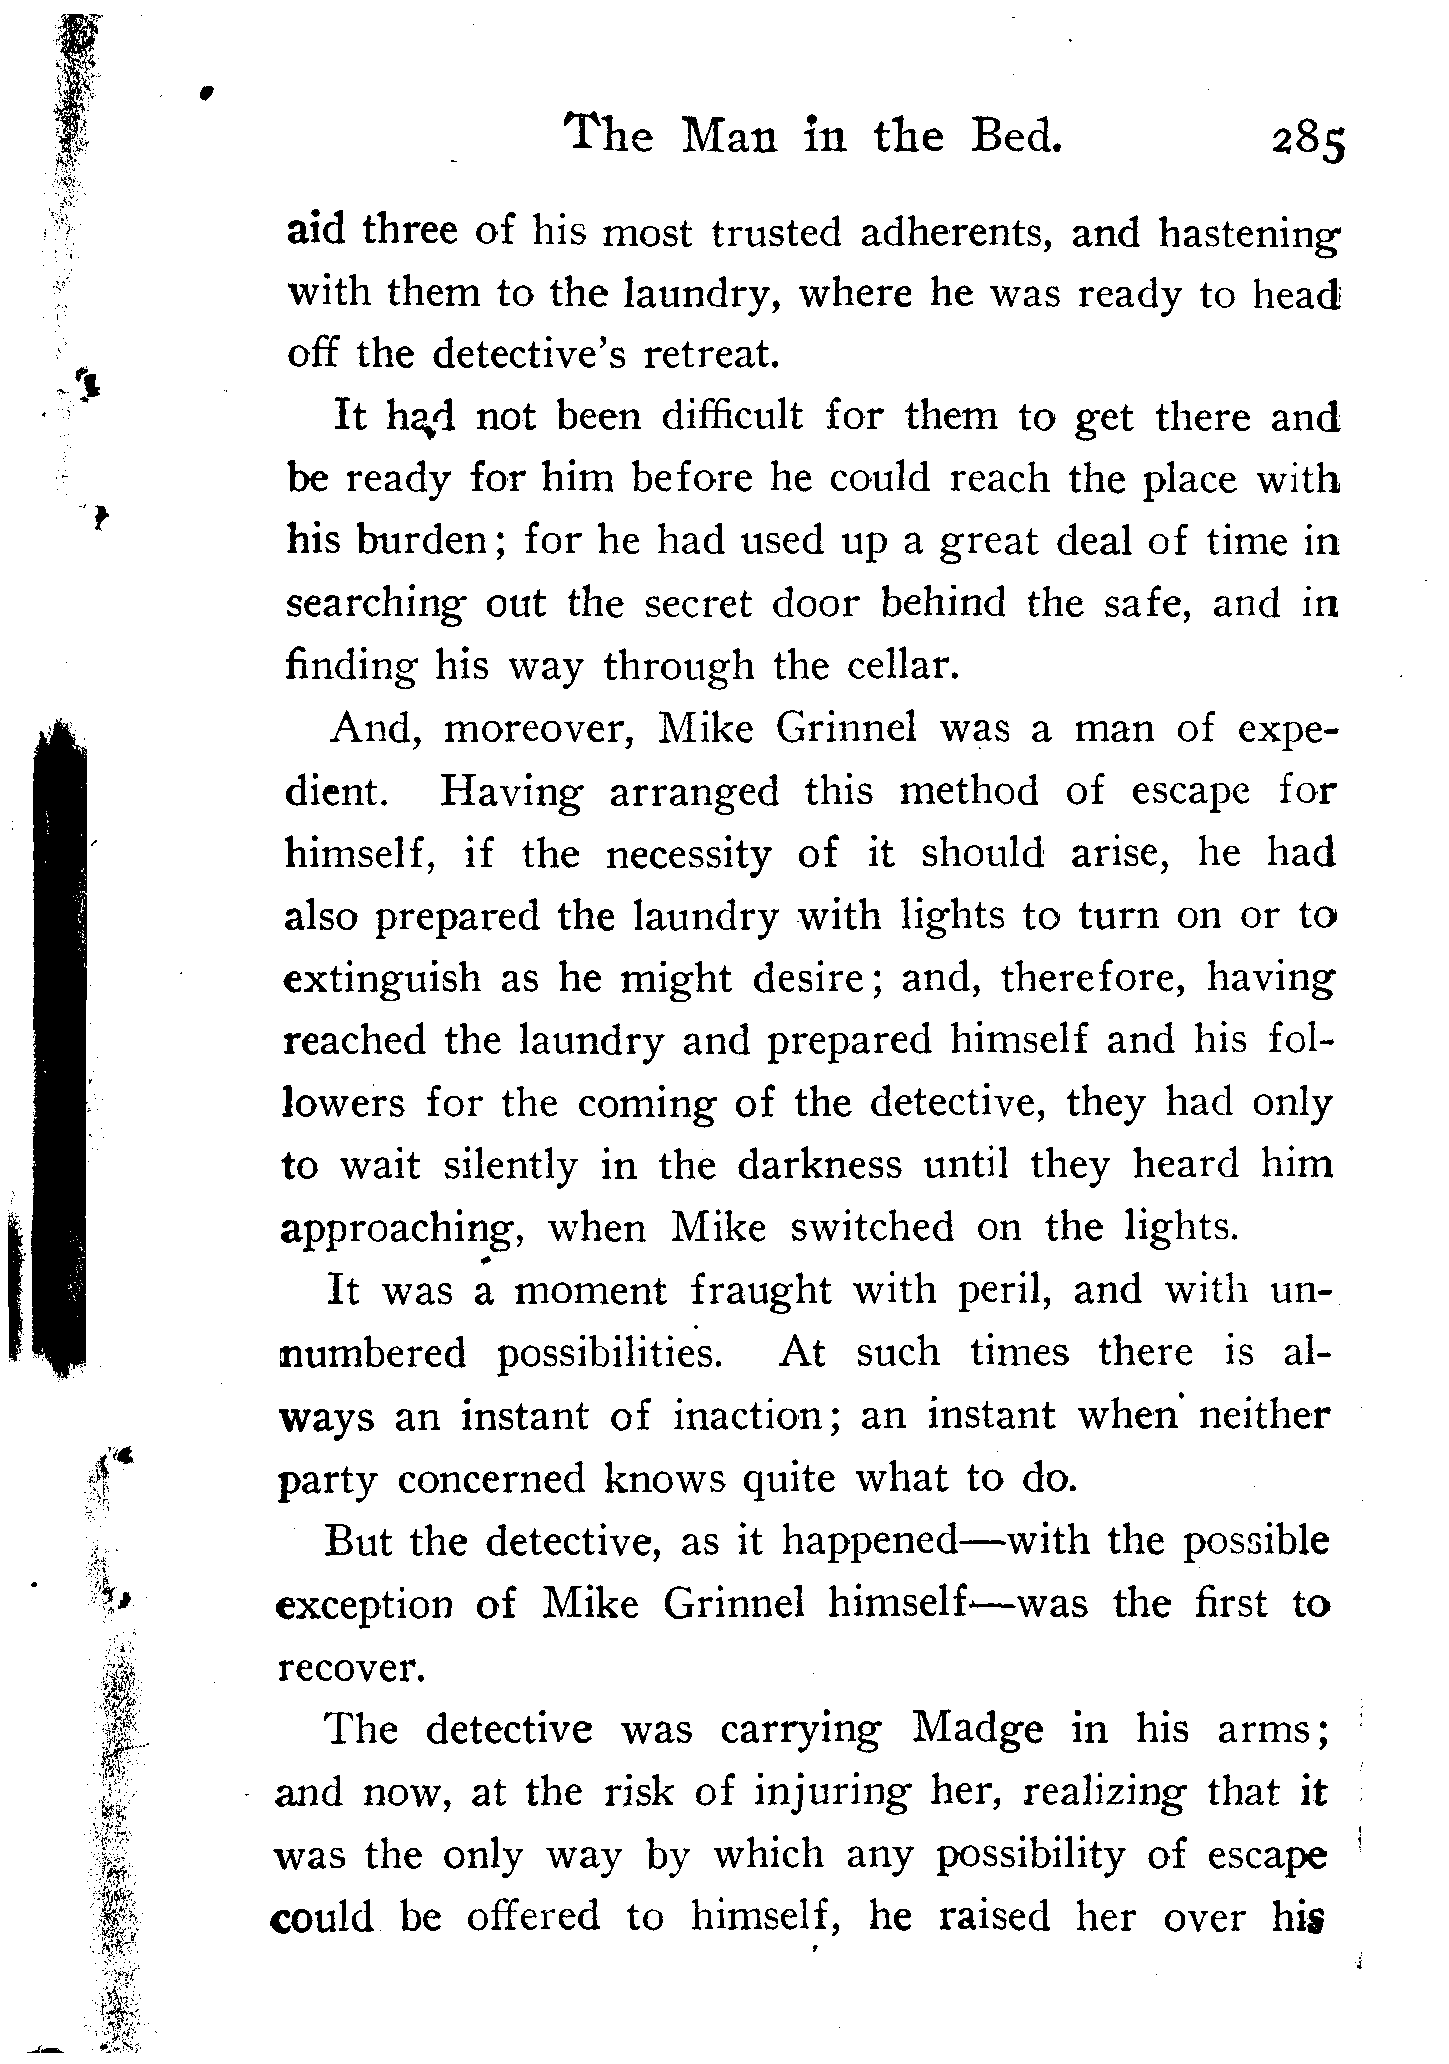 The Man in the Bed. 285
aid three of his most trusted adherents, and hastening
with them to the laundry, where he was ready to head
off the detective's retreat.
It had not been difficult for them to get there and
be ready for him before he could reach the place with
his burden; for he had used up a great deal of time in
searching out the secret door behind the safe, and in
finding his way through the cellar.
And, moreover, Mike Grinnel was a man of expe-
dient. Having arranged this method of escape for
himself, if the necessity of it should arise, he had
also prepared the laundry with lights to turn on or to
extinguish as he might desire; and, therefore, having
reached the laundry and prepared himself and his fol-
lowers for the coming of the detective, they had only
to wait silently in the darkness until they heard him
approaching, when Mike switched on the lights.
It was a moment fraught with peril, and with un-
numbered possibilities. At such times there is al-
ways an instant of inaction; an instant when neither
party concerned knows quite what to do.
But the detective, as it happened—with the possible
exception of Mike Grinnel himself—was the first to
recover.
The detective was carrying Madge in his arms;
and now, at the risk of injuring her, realizing that it
was the only way by which any possibility of escape
could be offered to himself, he raised her over his